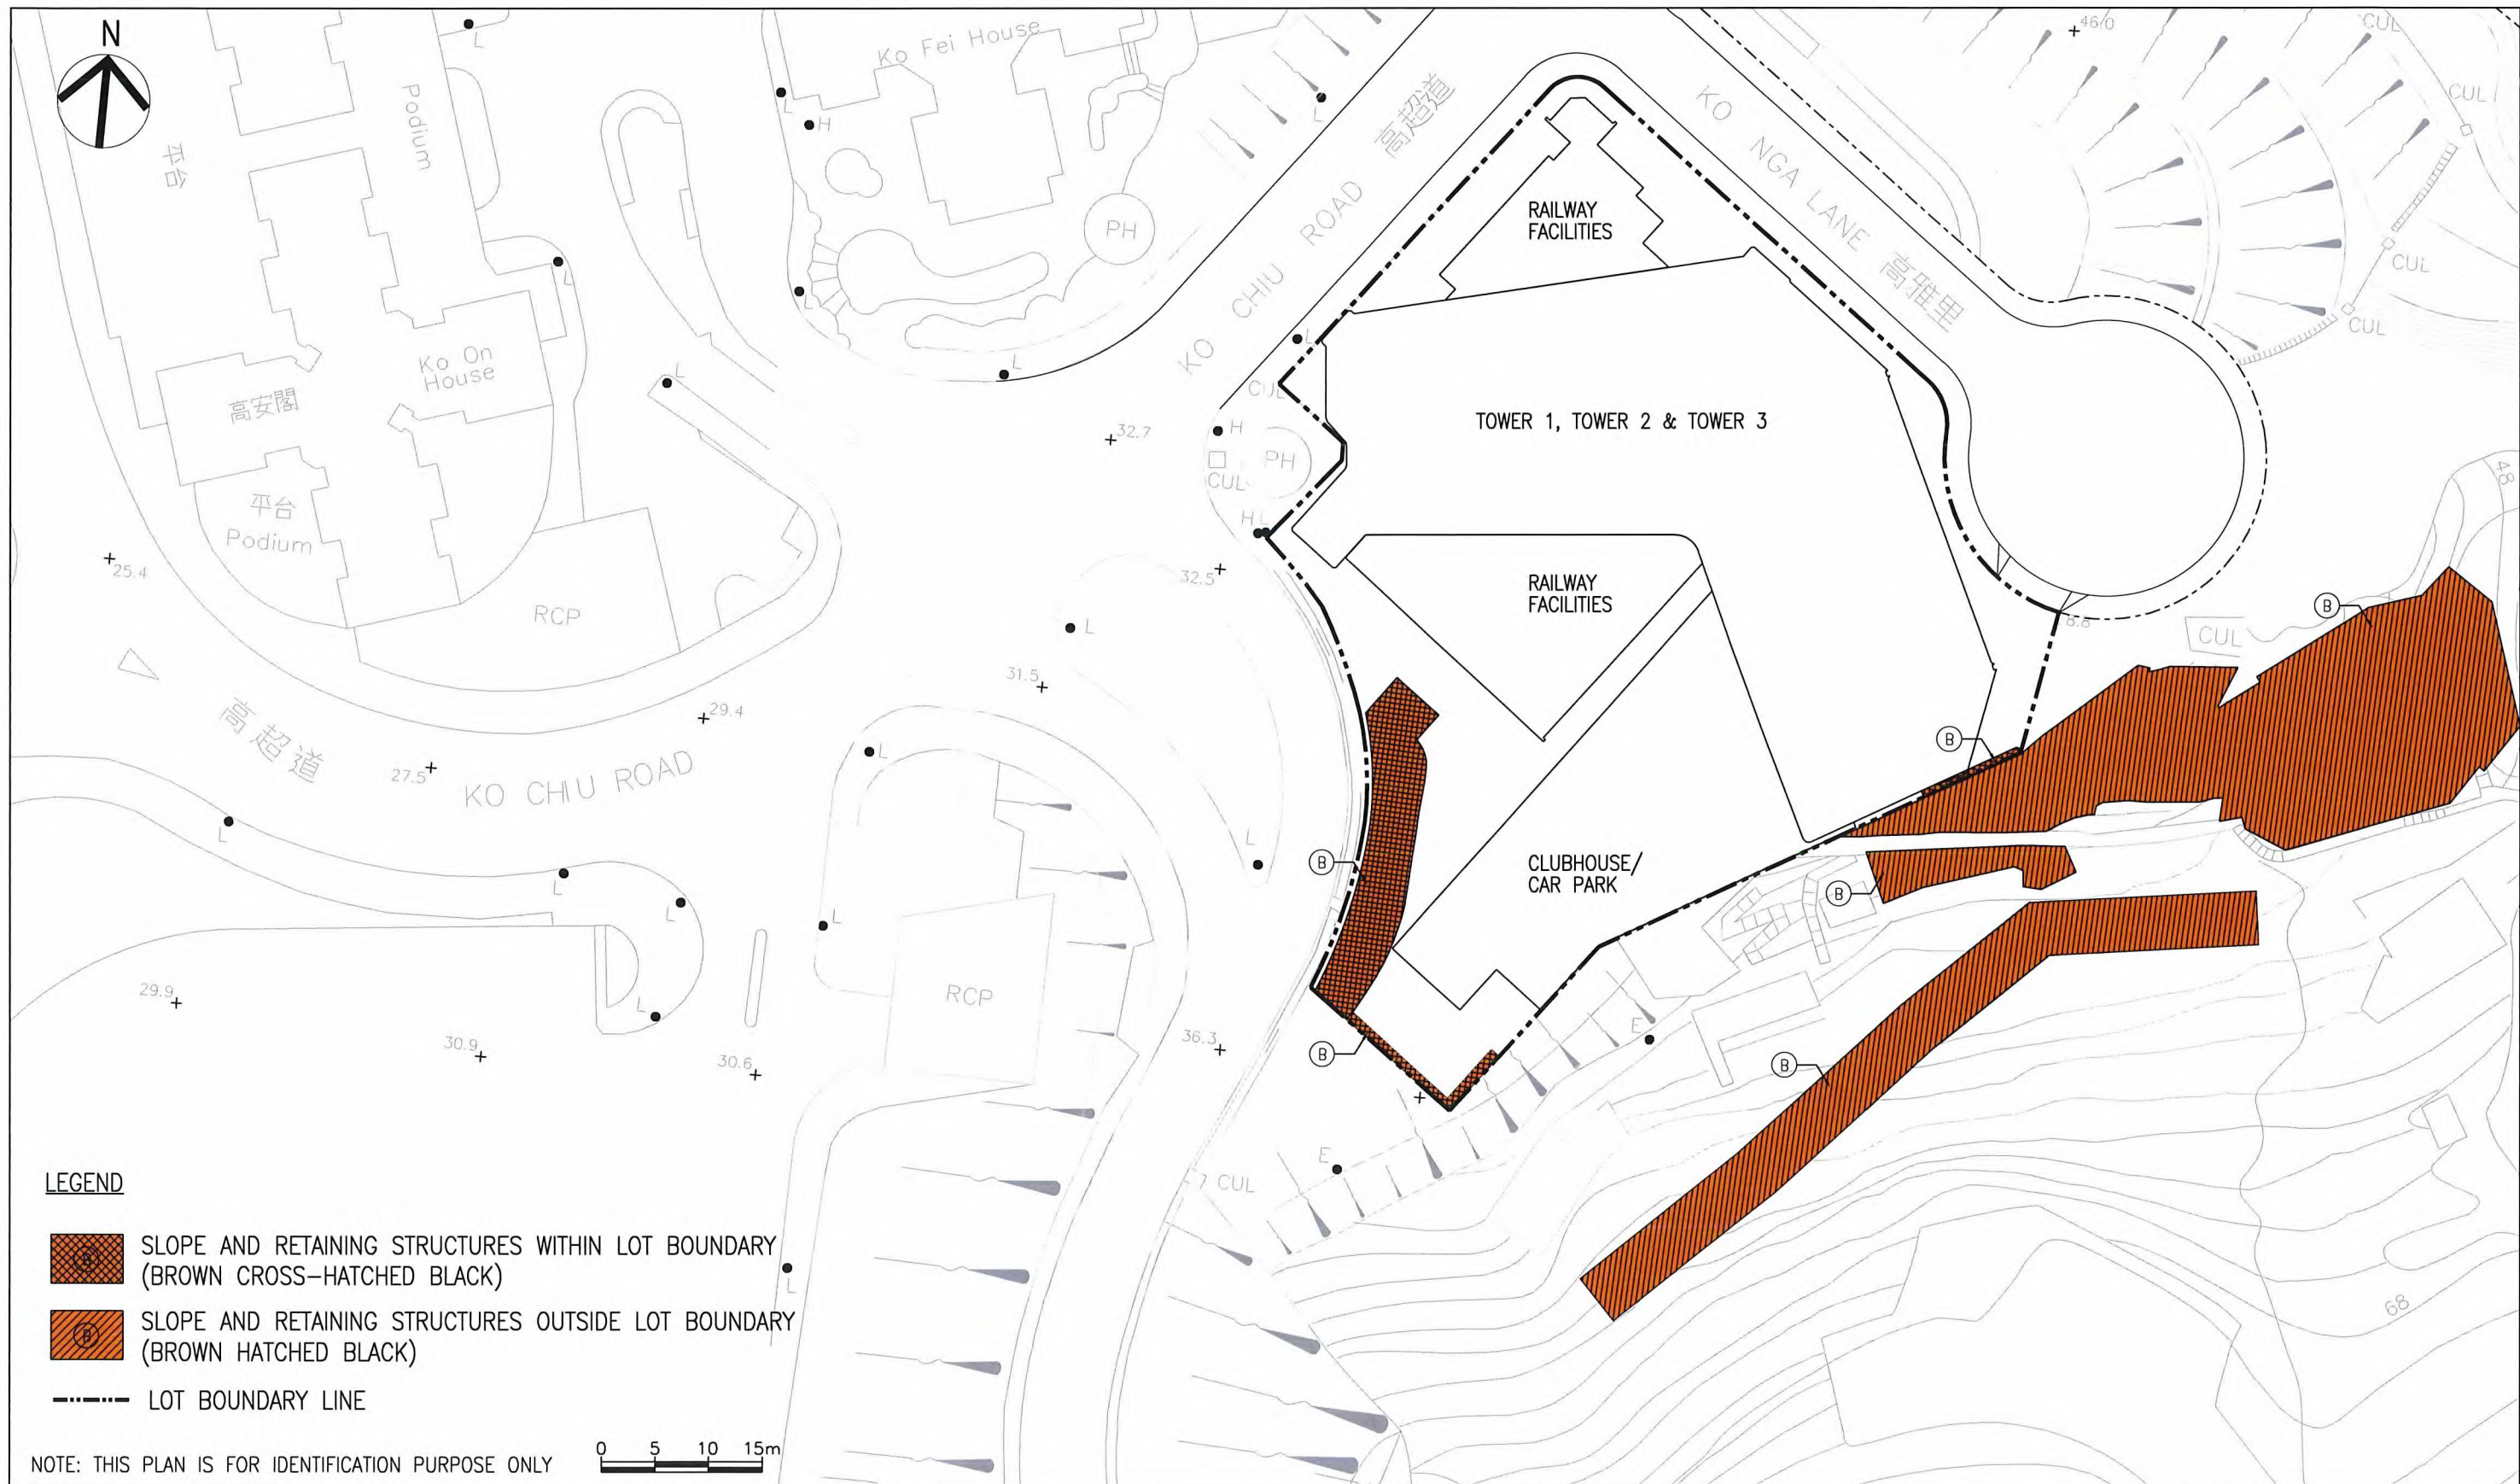 N
L
46.0
CUL
Ko Fei House
Podium
平台
L
H
L
CUL
高超道
KO NGA LANE 高雅里
KO CHIU ROAD
RAILWAY
FACILITIES
PH
L
L
CUL
CUL
L
Ko On
House
L
L
CUL
高安閣
TOWER 1, TOWER 2 & TOWER 3
32.7
H
PH
CUL
48
平台
Podium
H
L
25.4
32.5
RAILWAY
FACILITIES
RCP
L
B
CUL
31.5
29.4
高超道
27.5
KO CHIU ROAD
L
B
L
L
L
B
CLUBHOUSE/
CAR PARK
B
L
L
RCP
29.9
L
30.9
30.6
36.3
B
E
B
E
CUL
LEGEND
B
SLOPE AND RETAINING STRUCTURES WITHIN LOT BOUNDARY
(BROWN CROSS-HATCHED BLACK)
L
B
SLOPE AND RETAINING STRUCTURES OUTSIDE LOT BOUNDARY
(BROWN HATCHED BLACK)
68
LOT BOUNDARY LINE
NOTE: THIS PLAN IS FOR IDENTIFICATION PURPOSE ONLY
0 5 10 15m